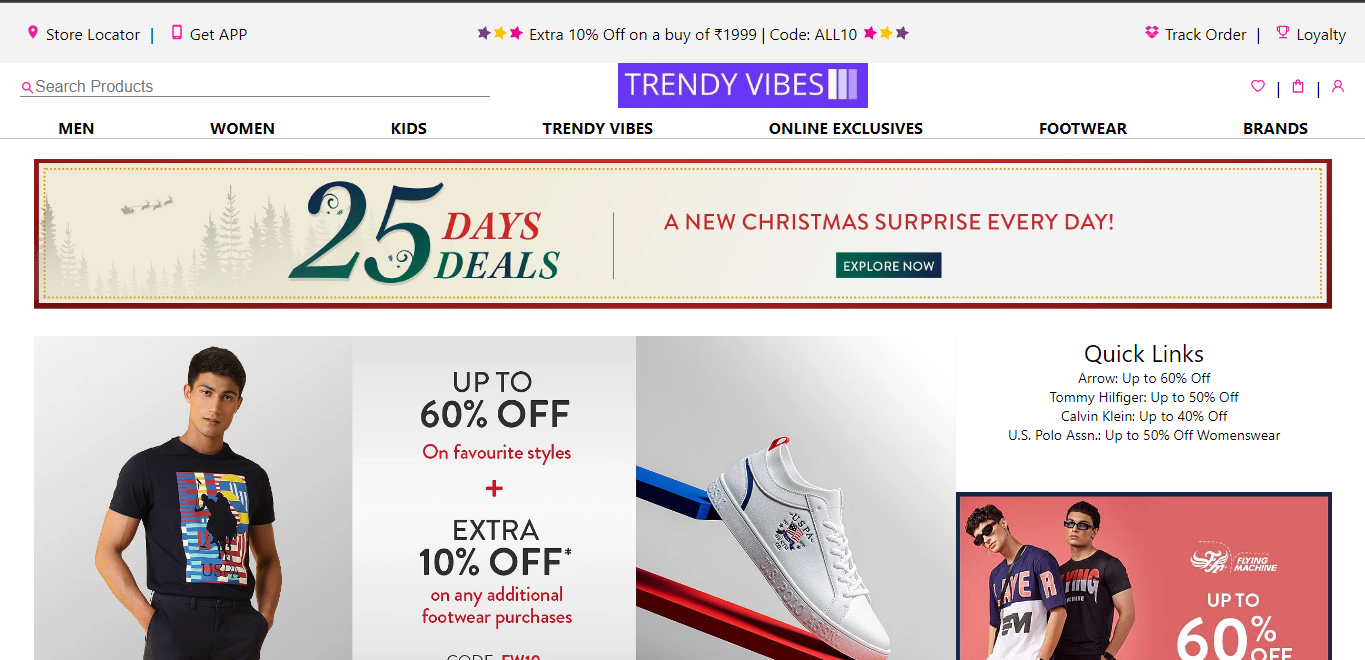 Store Locator | Get APP
Extra 10% Off on a buy of ₹1999 | Code: ALL10
Track Order | Loyalty
Search Products
TRENDY VIBES
| |
MEN WOMEN KIDS TRENDY VIBES ONLINE EXCLUSIVES FOOTWEAR BRANDS
25 DAYS
DEALS
A NEW CHRISTMAS SURPRISE EVERY DAY!
EXPLORE NOW
UP TO
60% OFF
On favourite styles
+
EXTRA
10% OFF*
on any additional
footwear purchases
CODE FW10
USPA
Quick Links
Arrow: Up to 60% Off
Tommy Hilfiger: Up to 50% Off
Calvin Klein: Up to 40% Off
U.S. Polo Assn.: Up to 50% Off Womenswear
FLYING
MACHINE
UP TO
60%
OFF